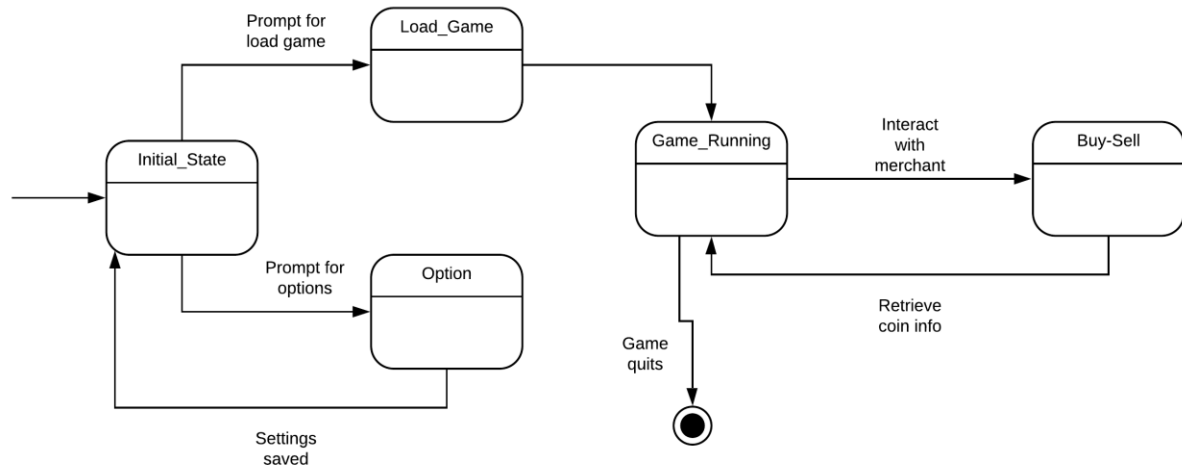 Prompt for
load game
Load_Game
Initial_State
Game_Running
Interact
with
merchant
Buy-Sell
Prompt for
options
Option
Retrieve
coin info
Game
quits
Settings
saved